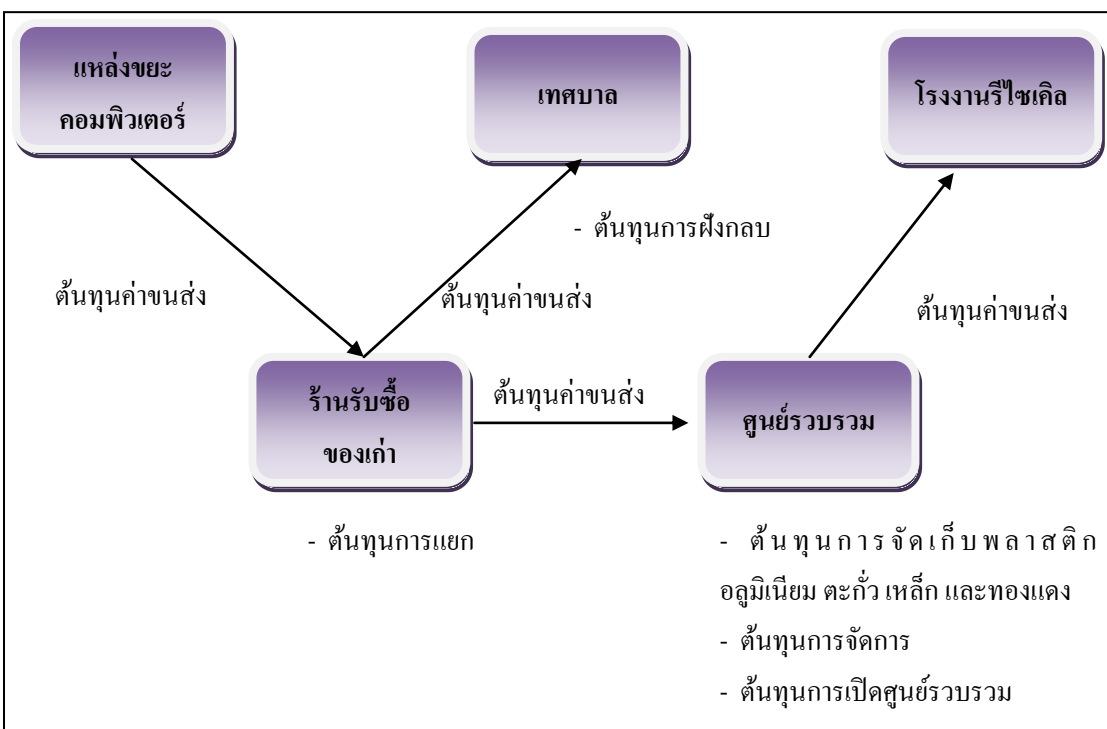 แหล่งขยะ
คอมพิวเตอร์
เทศบาล
โรงงานรีไซเคิล
- ต้นทุนการฝังกลบ
ต้นทุนค่าขนส่ง
ต้นทุนค่าขนส่ง
ต้นทุนค่าขนส่ง
ร้านรับซื้อ
ของเก่า
ต้นทุนค่าขนส่ง
ศูนย์รวบรวม
- ต้นทุนการแยก
- ต้นทุนการจัดเก็บพลาสติก
อลูมิเนียม ตะกั่ว เหล็ก และทองแดง
- ต้นทุนการจัดการ
- ต้นทุนการเปิดศูนย์รวบรวม